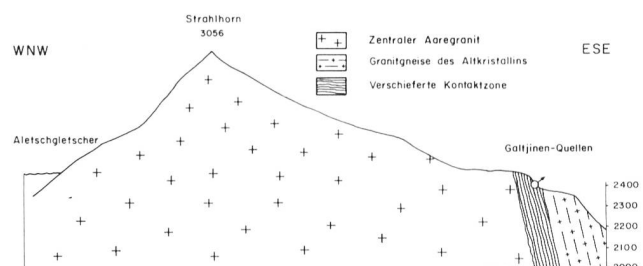 Strahlhorn
3056
WNW
ESE
Zentraler Aaregranit
Granitgneise des Altkristallins
Verschieferte Kontaktzone
Aletschgletscher
Galtjinen-Quellen
2400
2300
2200
2100